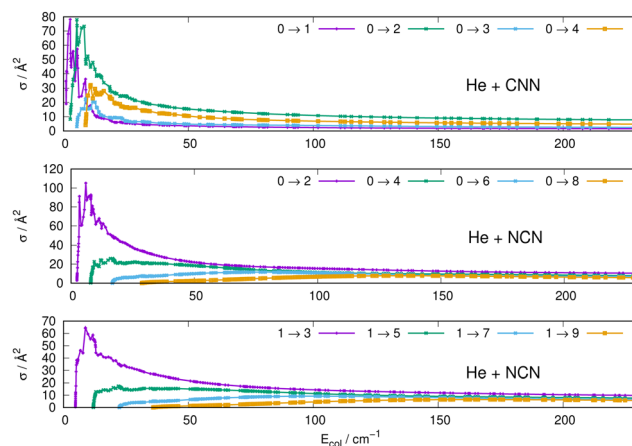 0 → 1 0 → 2 0 → 3 0 → 4
80
70
60
50
40
30
20
10
0
σ / Å²
He + CNN
50 100 150 200
0 → 2 0 → 4 0 → 6 0 → 8
120
100
80
60
40
20
0
σ / Å²
He + NCN
0 50 100 150 200
1 → 3 1 → 5 1 → 7 1 → 9
70
60
50
40
30
20
10
0
σ / Å²
He + NCN
0 50 100 150 200
E_col / cm⁻¹